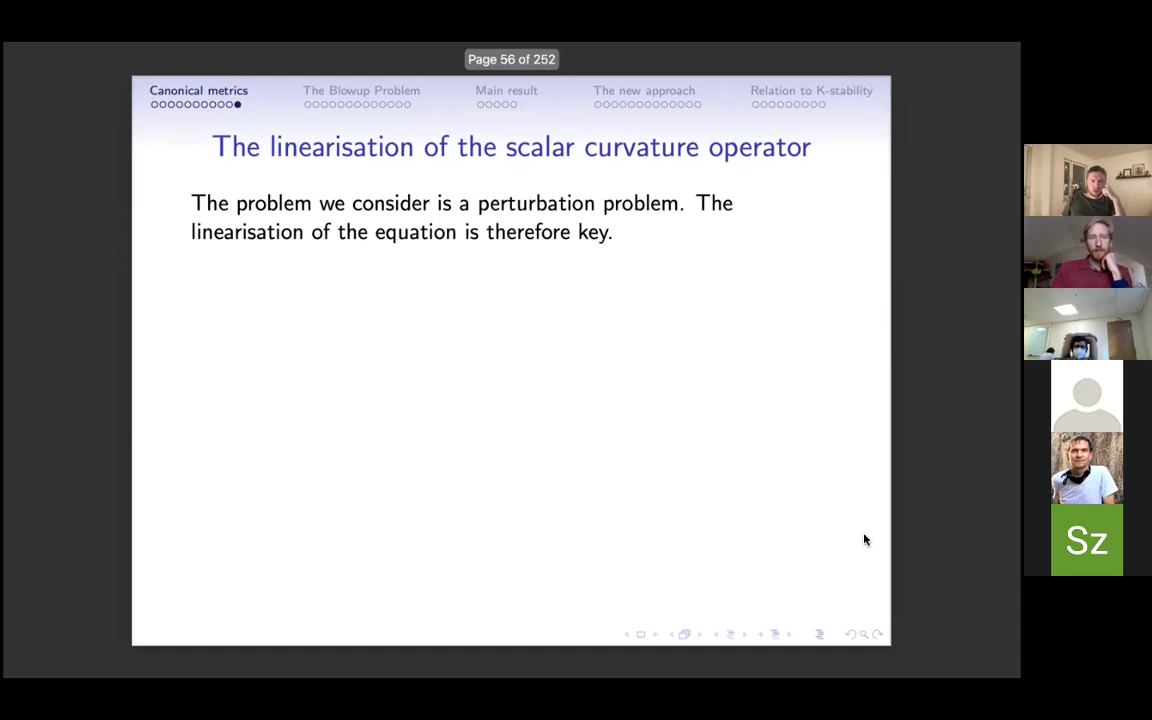 Page 56 of 252
Canonical metrics The Blowup Problem Main result The new approach Relation to K-stability
The linearisation of the scalar curvature operator
The problem we consider is a perturbation problem. The
linearisation of the equation is therefore key.
Sz